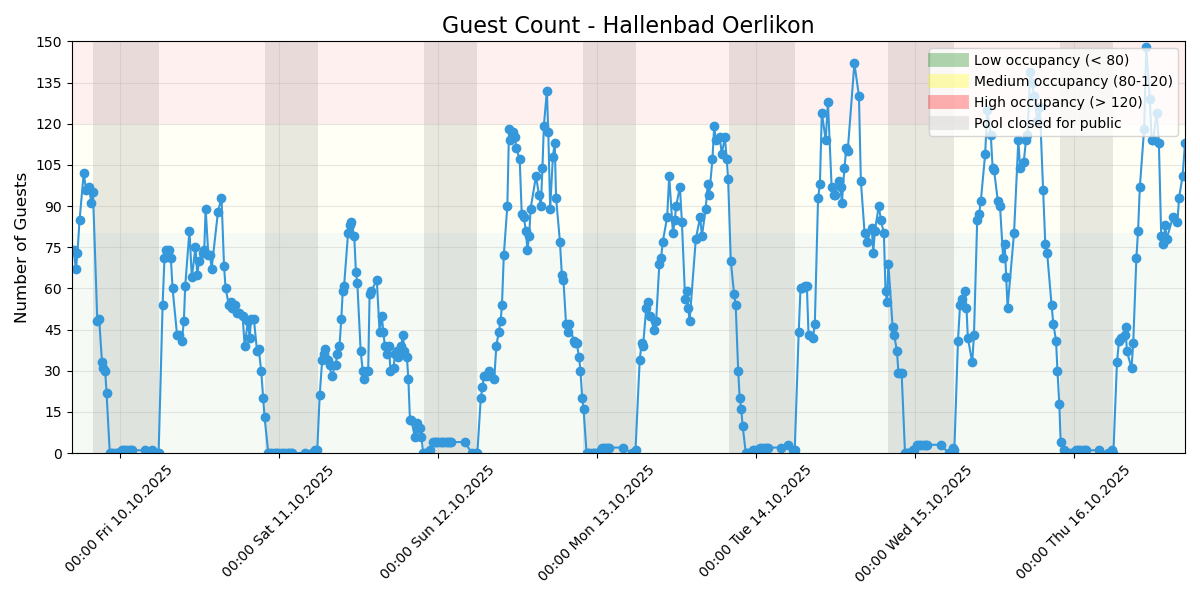 Guest Count - Hallenbad Oerlikon
Number of Guests
150
135
120
105
90
75
60
45
30
15
0
Low occupancy (< 80)
Medium occupancy (80-120)
High occupancy (> 120)
Pool closed for public
00:00 Fri 10.10.2025
00:00 Sat 11.10.2025
00:00 Sun 12.10.2025
00:00 Mon 13.10.2025
00:00 Tue 14.10.2025
00:00 Wed 15.10.2025
00:00 Thu 16.10.2025